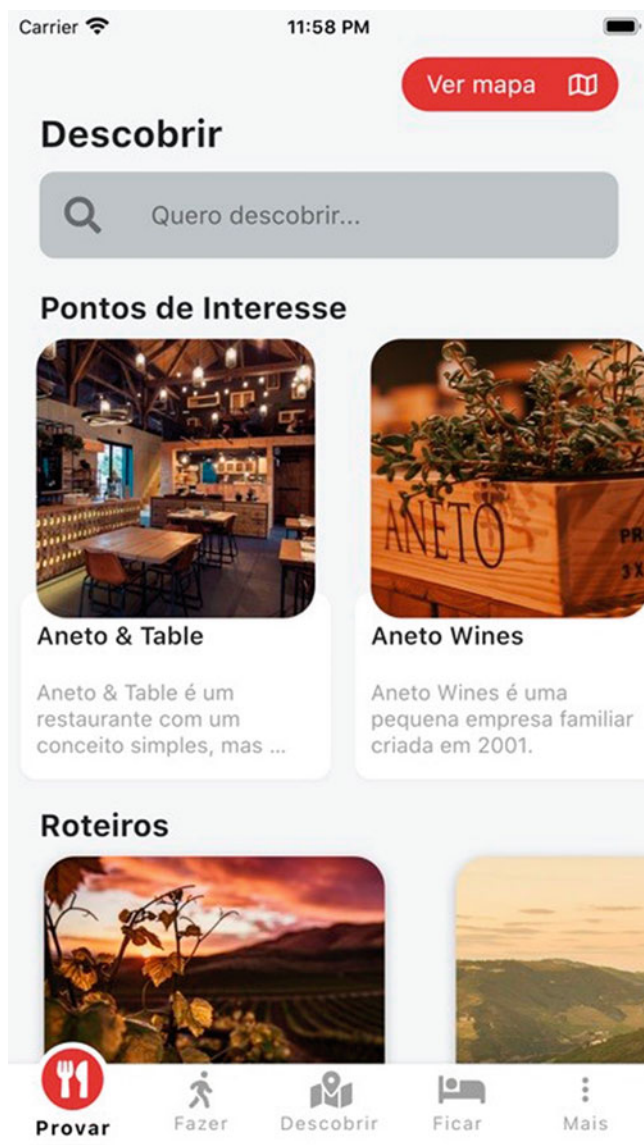 Carrier
11:58 PM
Ver mapa
Descobrir
Quero descobrir...
Pontos de Interesse
ANETO
PR
3 X
Aneto & Table
Aneto Wines
Aneto & Table é um
restaurante com um
conceito simples, mas ...
Aneto Wines é uma
pequena empresa familiar
criada em 2001.
Roteiros
Provar
Fazer
Descobrir
Ficar
Mais